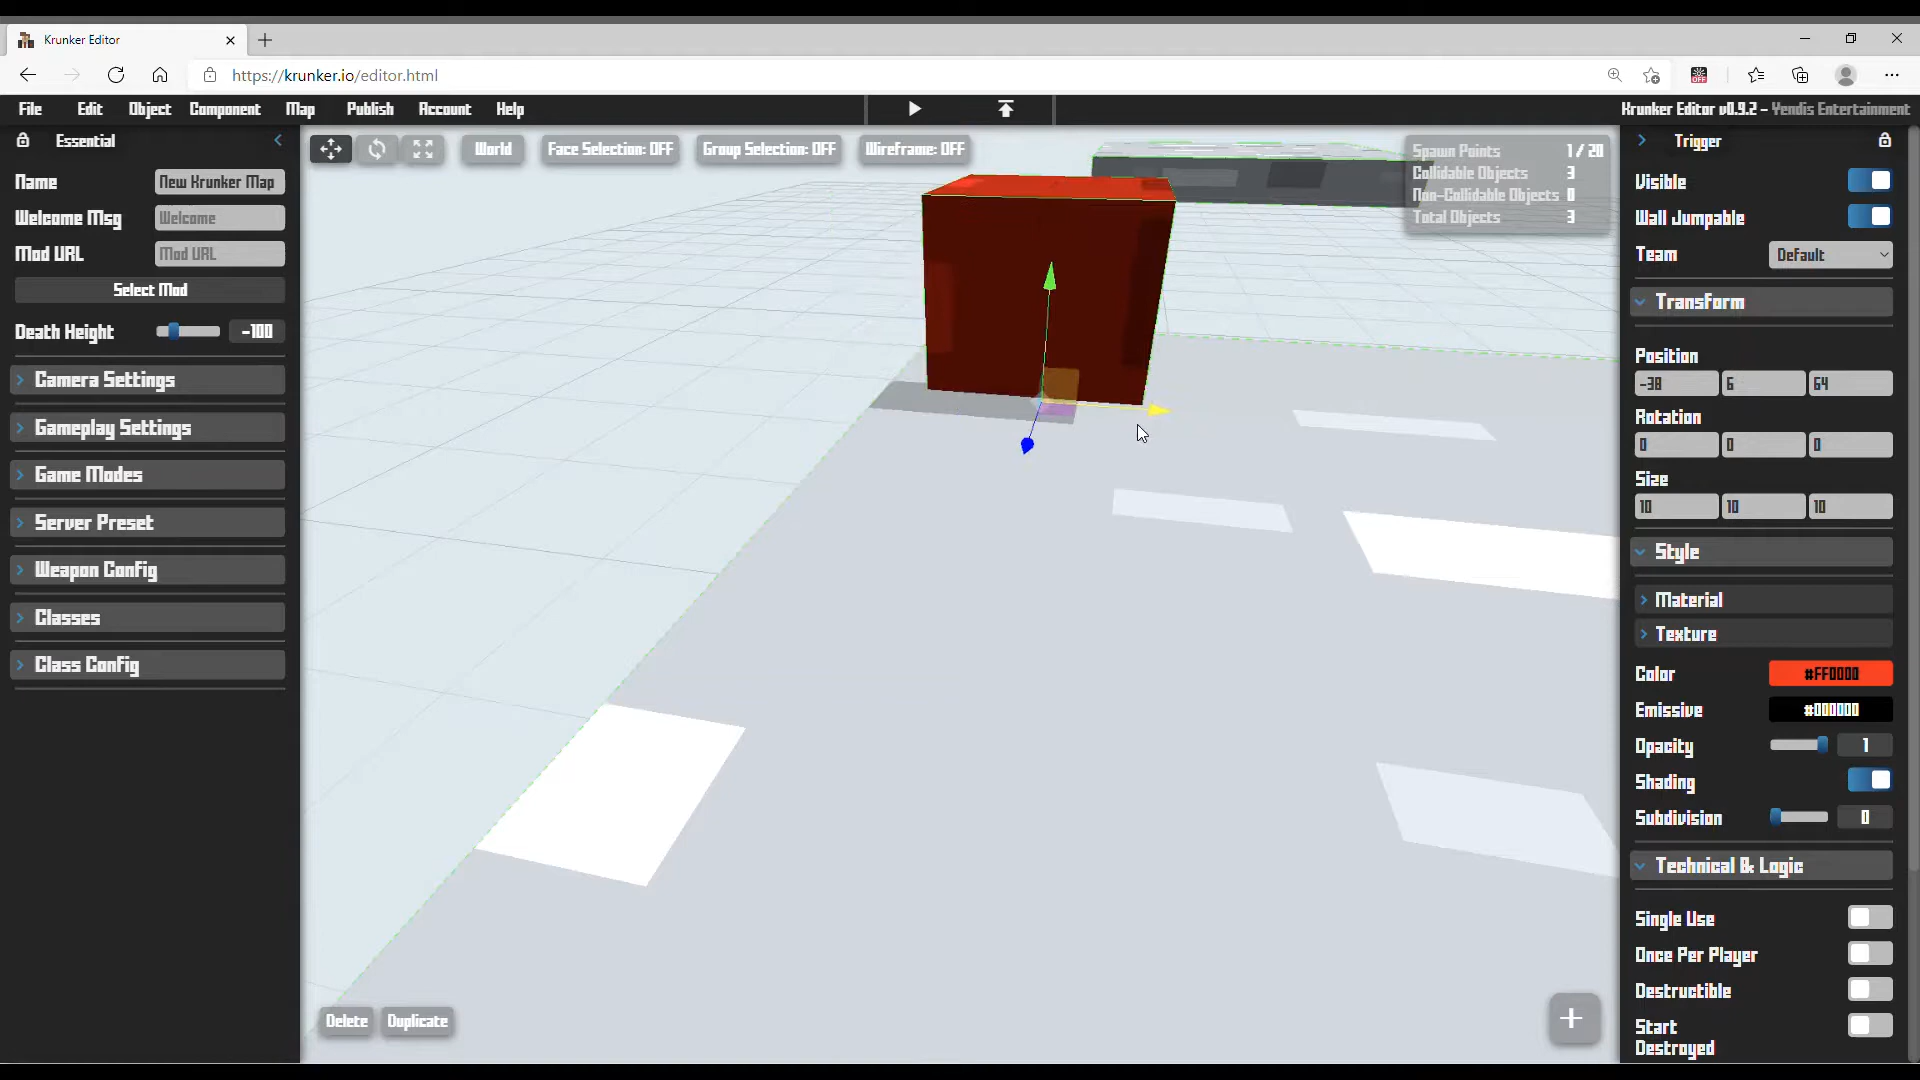 Krunker Editor
https://krunker.io/editor.html
File Edit Object Component Map Publish Account Help
Krunker Editor v0.9.2 - Yendis Entertainment
Essential
Name New Krunker Map
Welcome Msg Welcome
Mod URL Mod URL
Select Mod
Death Height -100
Camera Settings
Gameplay Settings
Game Modes
Server Preset
Weapon Config
Classes
Class Config
World Face Selection: OFF Group Selection: OFF Wireframe: OFF
Spawn Points 1 / 20
Collidable Objects 3
Non-Collidable Objects 0
Total Objects 3
Delete Duplicate
+
Trigger
Visible
Wall Jumpable
Team Default
Transform
Position
-38 6 64
Rotation
0 0 0
Size
10 10 10
Style
Material
Texture
Color #FF0000
Emissive #000000
Opacity 1
Shading
Subdivision 0
Technical & Logic
Single Use
Once Per Player
Destructible
Start
Destroyed